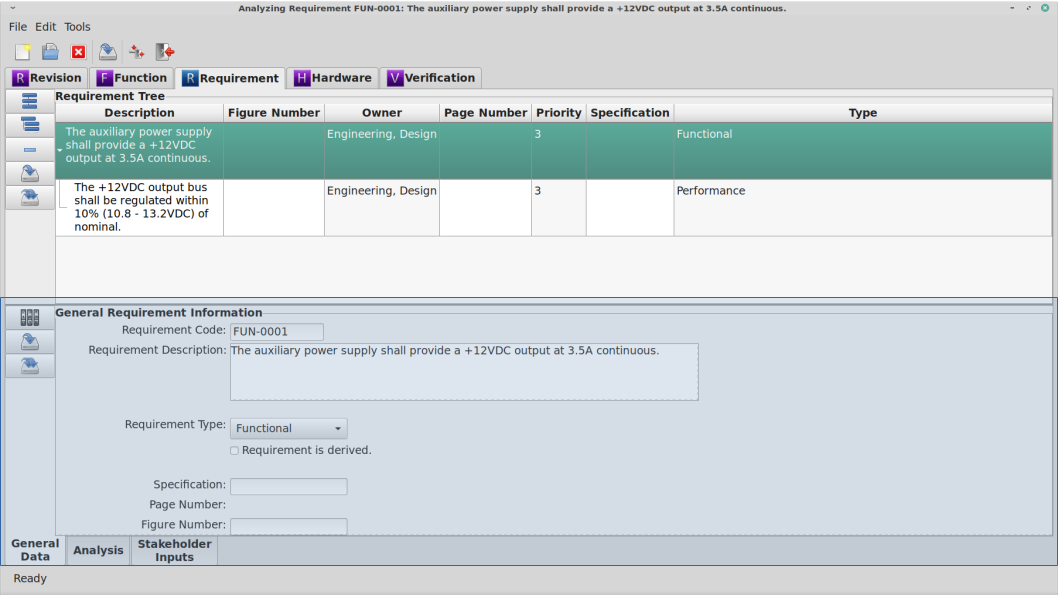 Analyzing Requirement FUN-0001: The auxiliary power supply shall provide a +12VDC output at 3.5A continuous.
File Edit Tools
R Revision F Function R Requirement H Hardware V Verification
Requirement Tree
Description Figure Number Owner Page Number Priority Specification Type
The auxiliary power supply
shall provide a +12VDC
output at 3.5A continuous.
Engineering, Design 3 Functional
The +12VDC output bus
shall be regulated within
10% (10.8 - 13.2VDC) of
nominal.
Engineering, Design 3 Performance
General Requirement Information
Requirement Code: FUN-0001
Requirement Description: The auxiliary power supply shall provide a +12VDC output at 3.5A continuous.
Requirement Type: Functional
Requirement is derived.
Specification:
Page Number:
Figure Number:
General
Data
Analysis
Stakeholder
Inputs
Ready